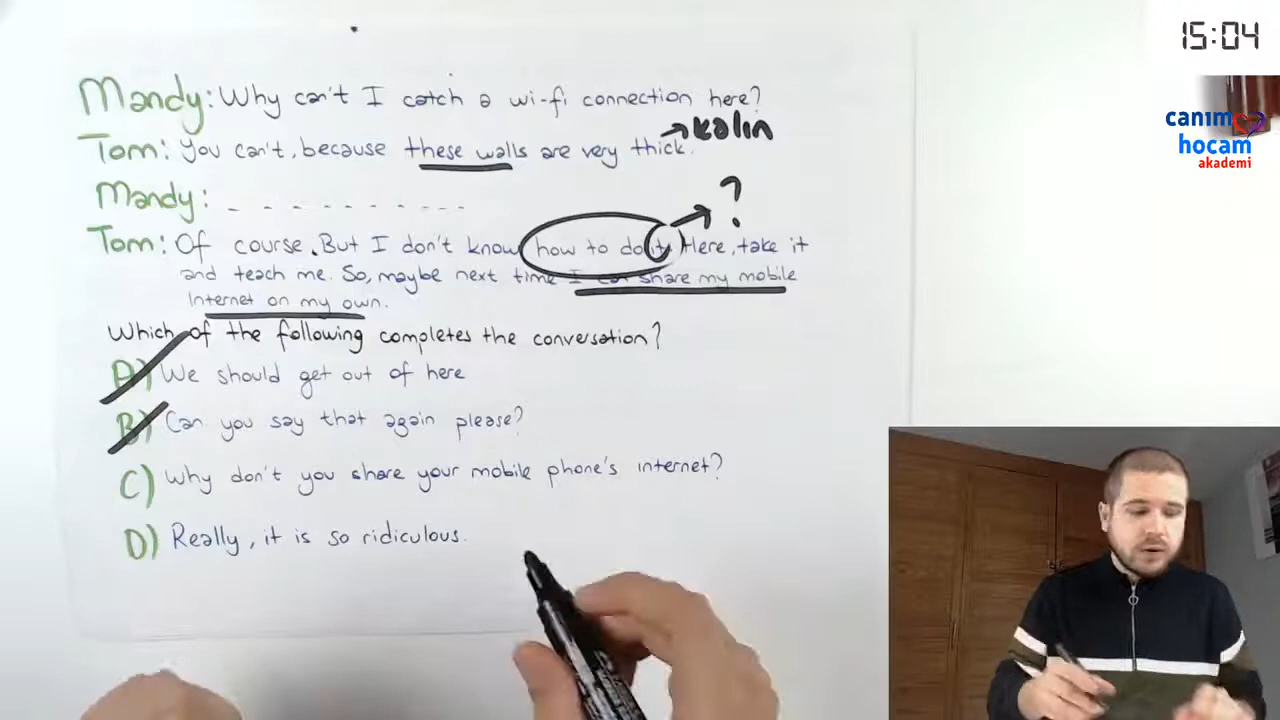 15:04
canım
hocam
akademi
Mandy: Why can't I catch a wi-fi connection here?
Tom: You can't, because these walls are very thick. → kalın
Mandy: _ _ _ _ _ _ _ _ _ _
Tom: Of course. But I don't know how to do it. → ? Here, take it
and teach me. So, maybe next time I can share my mobile
Internet on my own.
Which of the following completes the conversation?
A) We should get out of here
B) Can you say that again please?
C) Why don't you share your mobile phone's internet?
D) Really, it is so ridiculous.